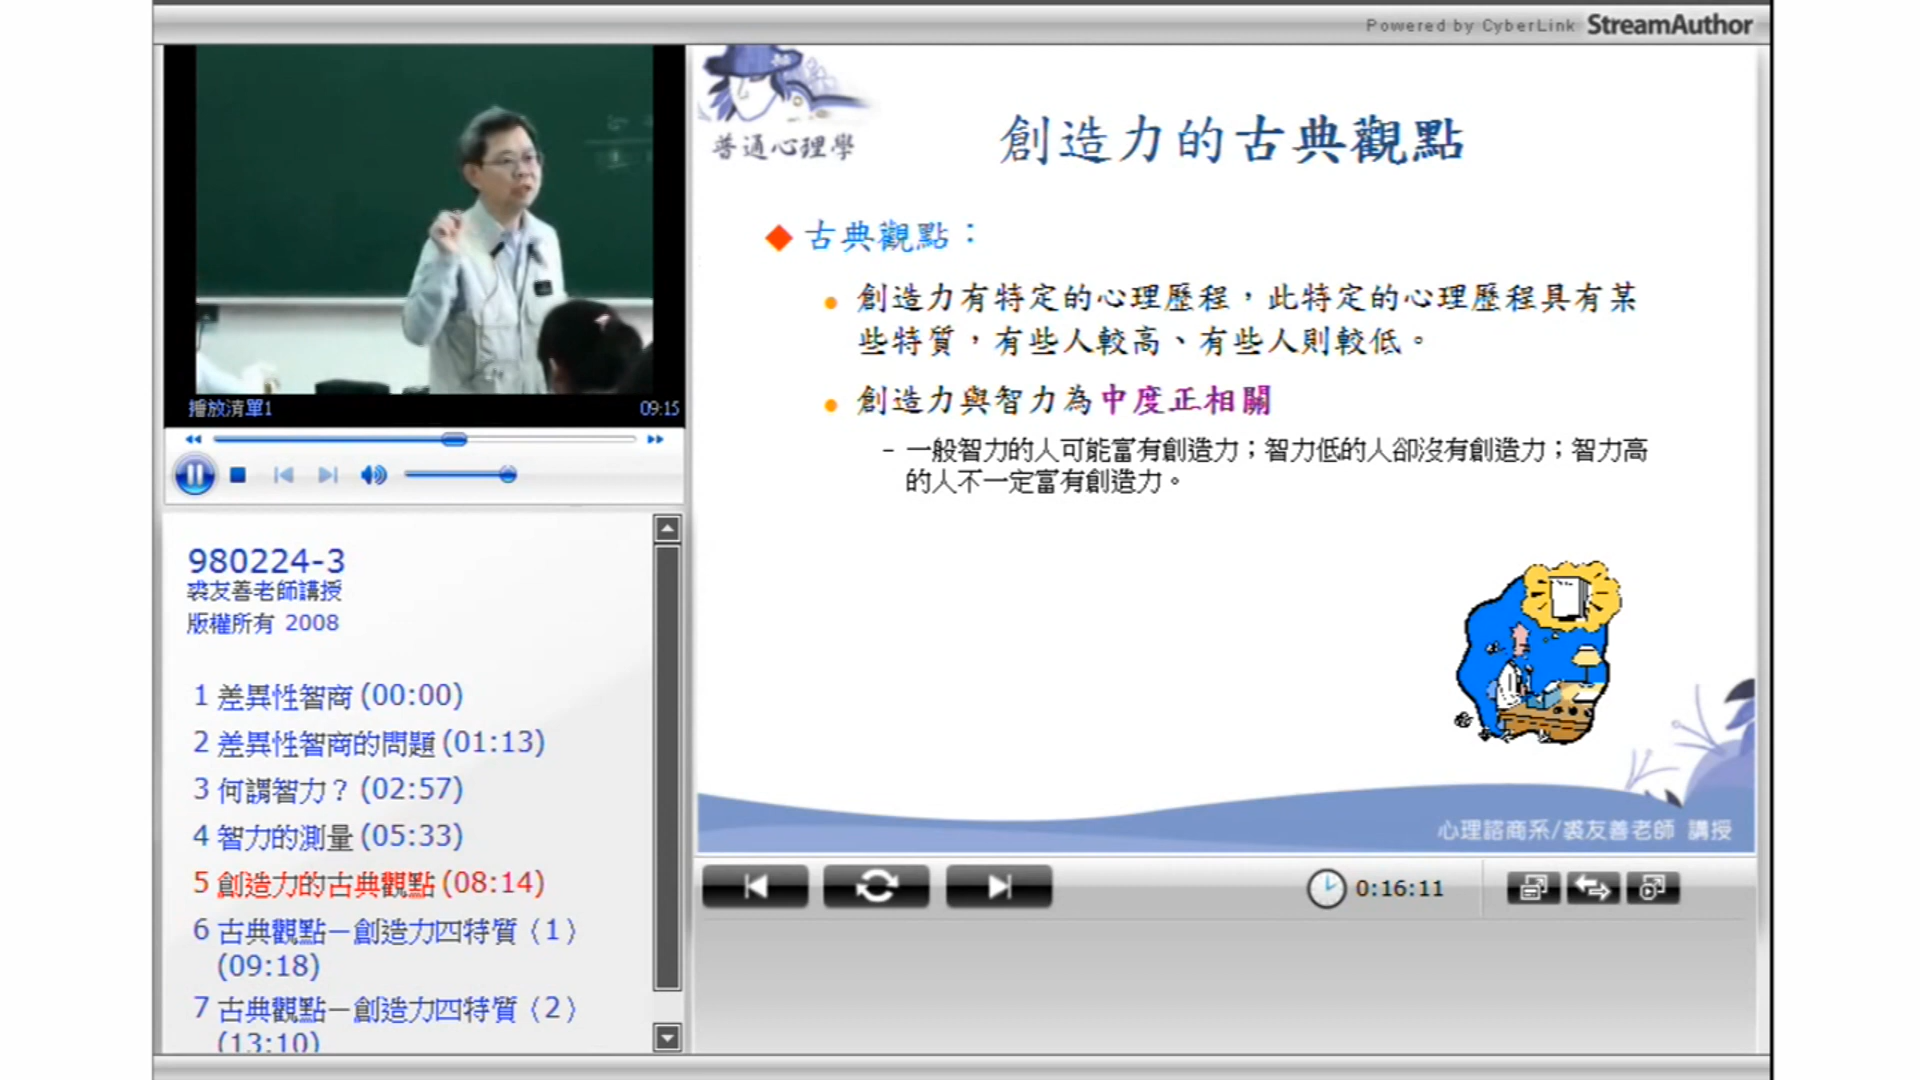 Powered by CyberLink StreamAuthor
普通心理學
創造力的古典觀點
古典觀點：
創造力有特定的心理歷程，此特定的心理歷程具有某
些特質，有些人較高、有些人則較低。
創造力與智力為中度正相關
– 一般智力的人可能富有創造力；智力低的人卻沒有創造力；智力高
的人不一定富有創造力。
心理諮商系/裘友善老師 講授
播放清單1
09:15
980224-3
裘友善老師講授
版權所有 2008
1 差異性智商 (00:00)
2 差異性智商的問題 (01:13)
3 何謂智力？ (02:57)
4 智力的測量 (05:33)
5 創造力的古典觀點 (08:14)
6 古典觀點－創造力四特質（1）
(09:18)
7 古典觀點－創造力四特質（2）
(13:10)
0:16:11